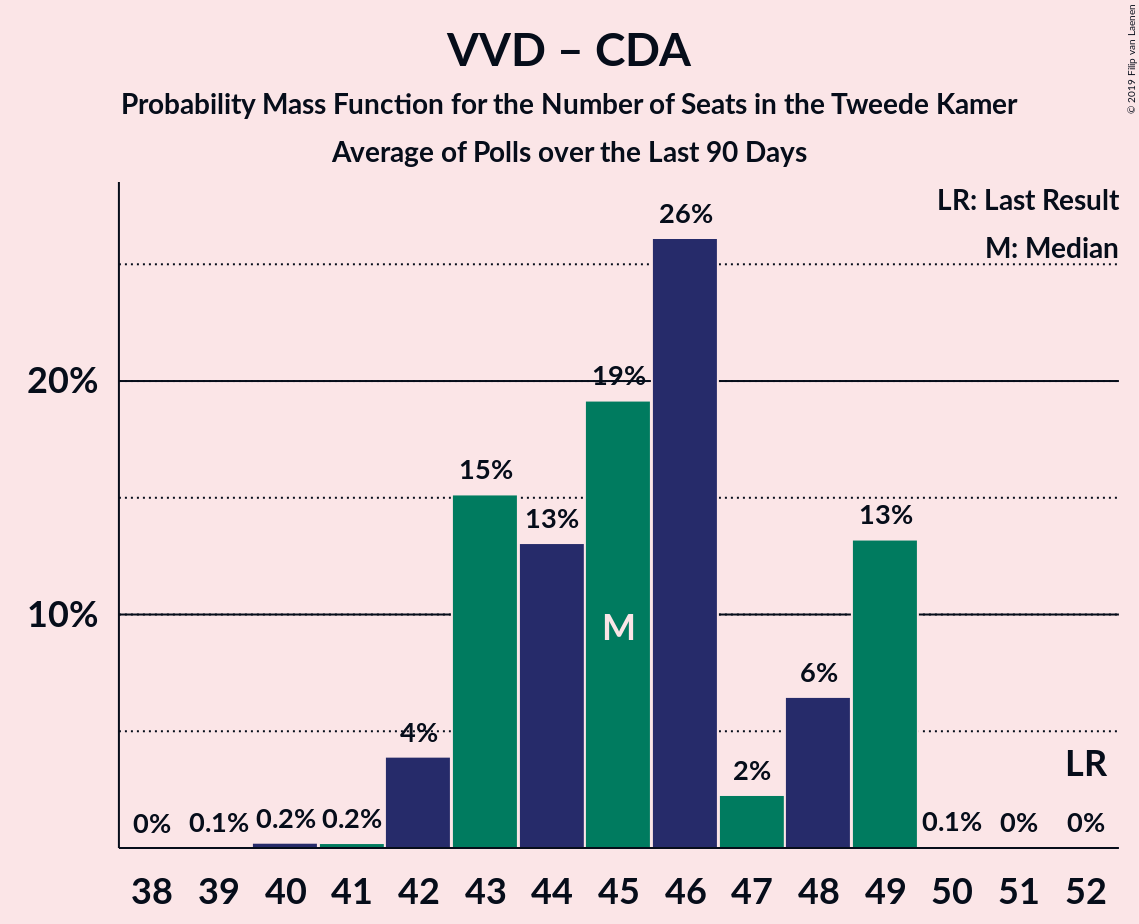 VVD – CDA
Probability Mass Function for the Number of Seats in the Tweede Kamer
Average of Polls over the Last 90 Days
© 2019 Filip van Laenen
LR: Last Result
M: Median
26%
20%
19%
15%
13%
13%
M
10%
6%
4%
2%
LR
0% 0.1% 0.2% 0.2% 0.1% 0% 0%
38 39 40 41 42 43 44 45 46 47 48 49 50 51 52